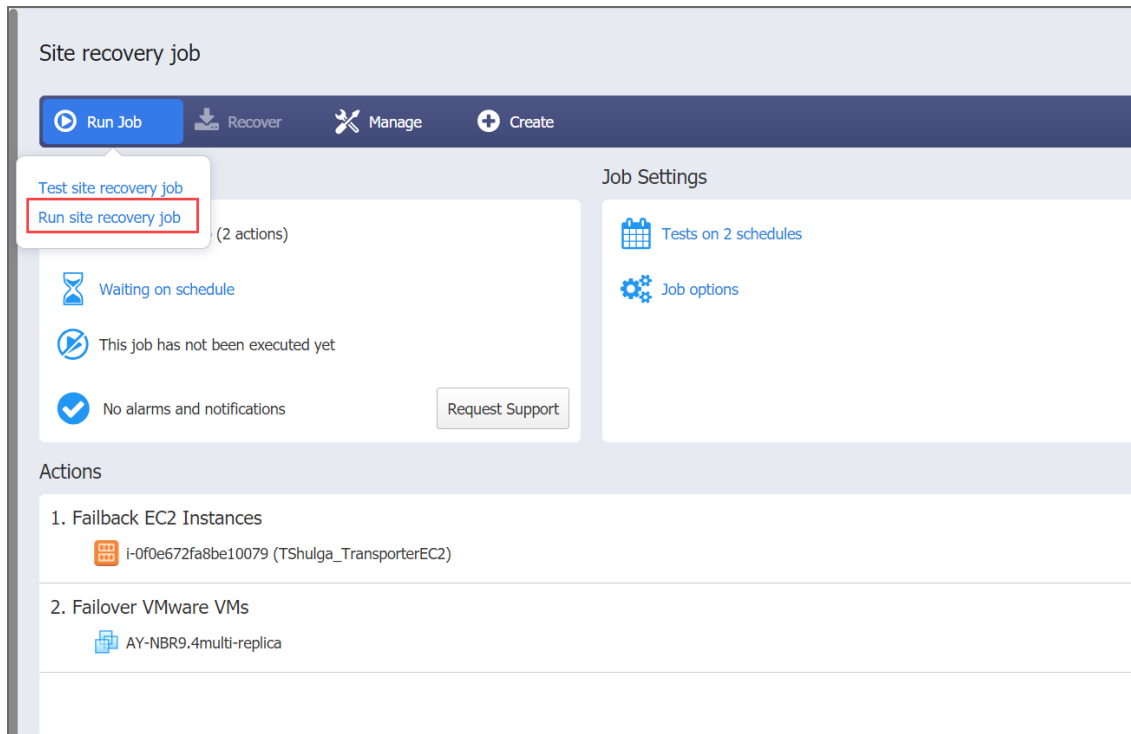 Site recovery job
Run Job
Recover
Manage
Create
Test site recovery job
Run site recovery job
(2 actions)
Waiting on schedule
This job has not been executed yet
No alarms and notifications
Request Support
Job Settings
Tests on 2 schedules
Job options
Actions
1. Failback EC2 Instances
i-0f0e672fa8be10079 (TShulga_TransporterEC2)
2. Failover VMware VMs
AY-NBR9.4multi-replica